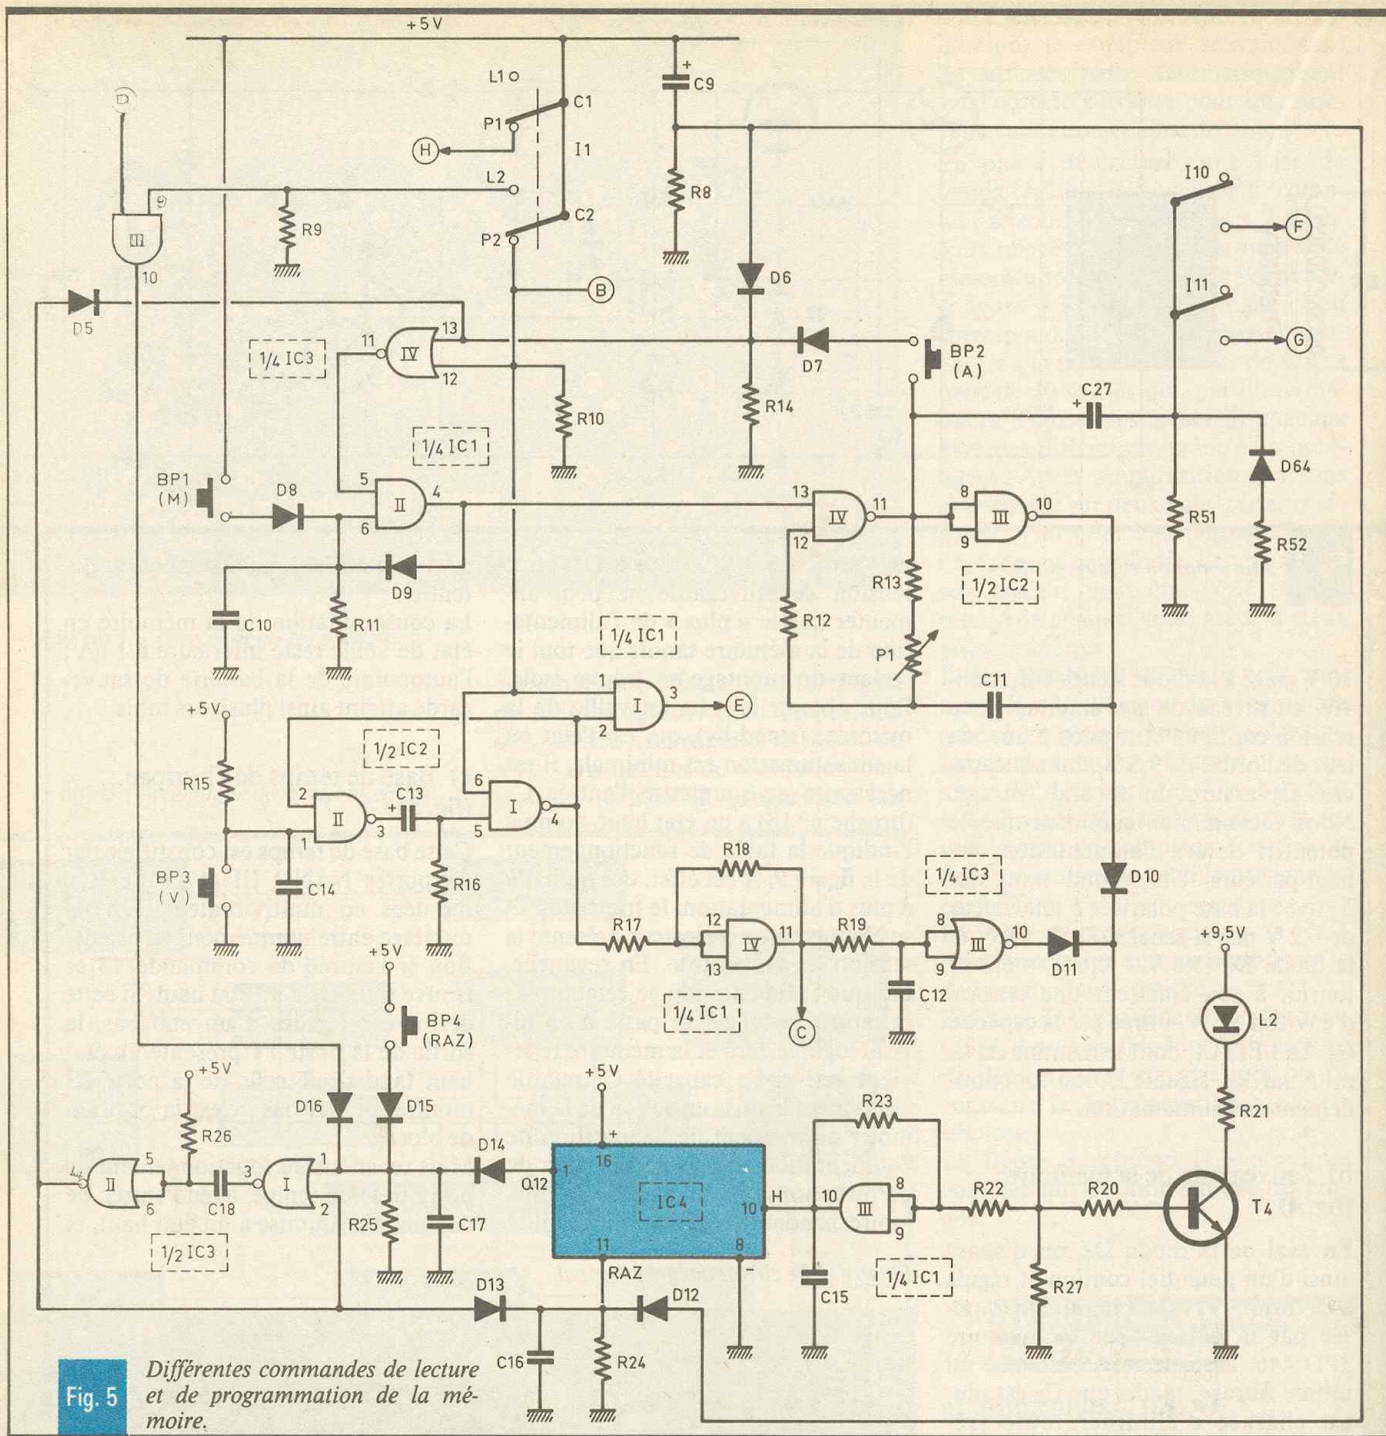 +5V
L1
C1
P1
H
I1
L2
C2
P2
B
C9
R8
I10
F
I11
G
D
9
III
10
R9
D5
11
IV
13
12
1/4 IC3
R10
D6
D7
BP2
(A)
R14
C27
D64
R51
R52
1/4 IC1
BP1
(M)
D8
5
II
4
6
D9
C10
R11
13
IV
11
12
8
III
10
9
R13
1/2 IC2
R12
P1
C11
1/4 IC1
1
3
I
2
E
+5V
R15
1/2 IC2
2
II
3
1
C13
6
I
4
5
BP3
(V)
C14
R16
R18
R17
12
IV
11
13
1/4 IC1
R19
C
C12
1/4 IC3
8
III
10
9
D11
D10
+9,5V
L2
R21
+5V
BP4
(RAZ)
+5V
R26
D16
D15
D14
4
II
5
6
C18
1/2 IC3
3
I
1
2
R25
C17
+5V
+
16
1
Q12
IC4
H
10
11
8
RAZ
-
R23
10
III
8
9
1/4 IC1
R22
R20
T4
C15
R27
D13
D12
C16
R24
Fig. 5
Différentes commandes de lecture
et de programmation de la mé-
moire.